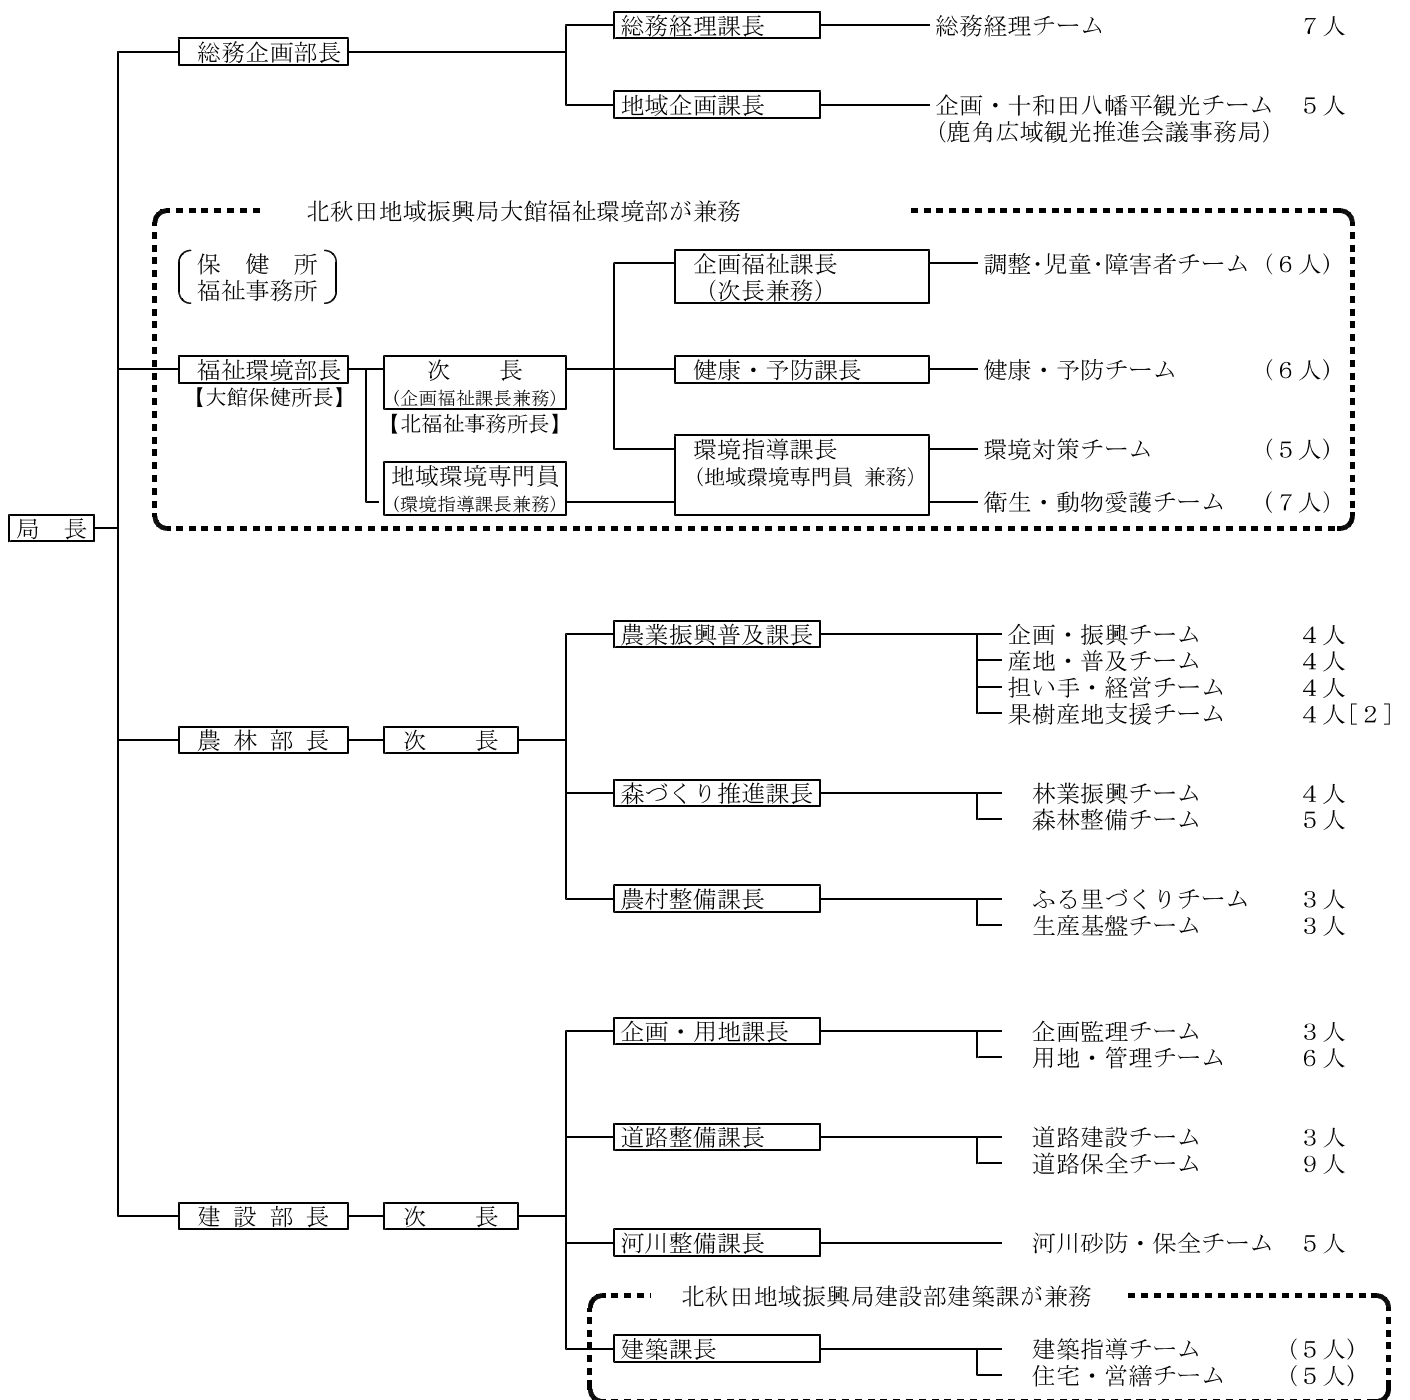 総務経理課長 総務経理チーム 7人
総務企画部長
地域企画課長 企画・十和田八幡平観光チーム 5人
(鹿角広域観光推進会議事務局)
北秋田地域振興局大館福祉環境部が兼務
保 健 所 企画福祉課長 調整・児童・障害者チーム (6人)
福祉事務所 (次長兼務)
福祉環境部長 次 長 健康・予防課長 健康・予防チーム (6人)
【大館保健所長】 (企画福祉課長兼務)
【北福祉事務所長】
環境指導課長 環境対策チーム (5人)
地域環境専門員 (地域環境専門員 兼務)
(環境指導課長兼務) 衛生・動物愛護チーム (7人)
局 長
農業振興普及課長 企画・振興チーム 4人
産地・普及チーム 4人
担い手・経営チーム 4人
果樹産地支援チーム 4人[2]
農 林 部 長 次 長
森づくり推進課長 林業振興チーム 4人
森林整備チーム 5人
農村整備課長 ふる里づくりチーム 3人
生産基盤チーム 3人
企画・用地課長 企画監理チーム 3人
用地・管理チーム 6人
道路整備課長 道路建設チーム 3人
道路保全チーム 9人
建 設 部 長 次 長
河川整備課長 河川砂防・保全チーム 5人
北秋田地域振興局建設部建築課が兼務
建築課長 建築指導チーム (5人)
住宅・営繕チーム (5人)